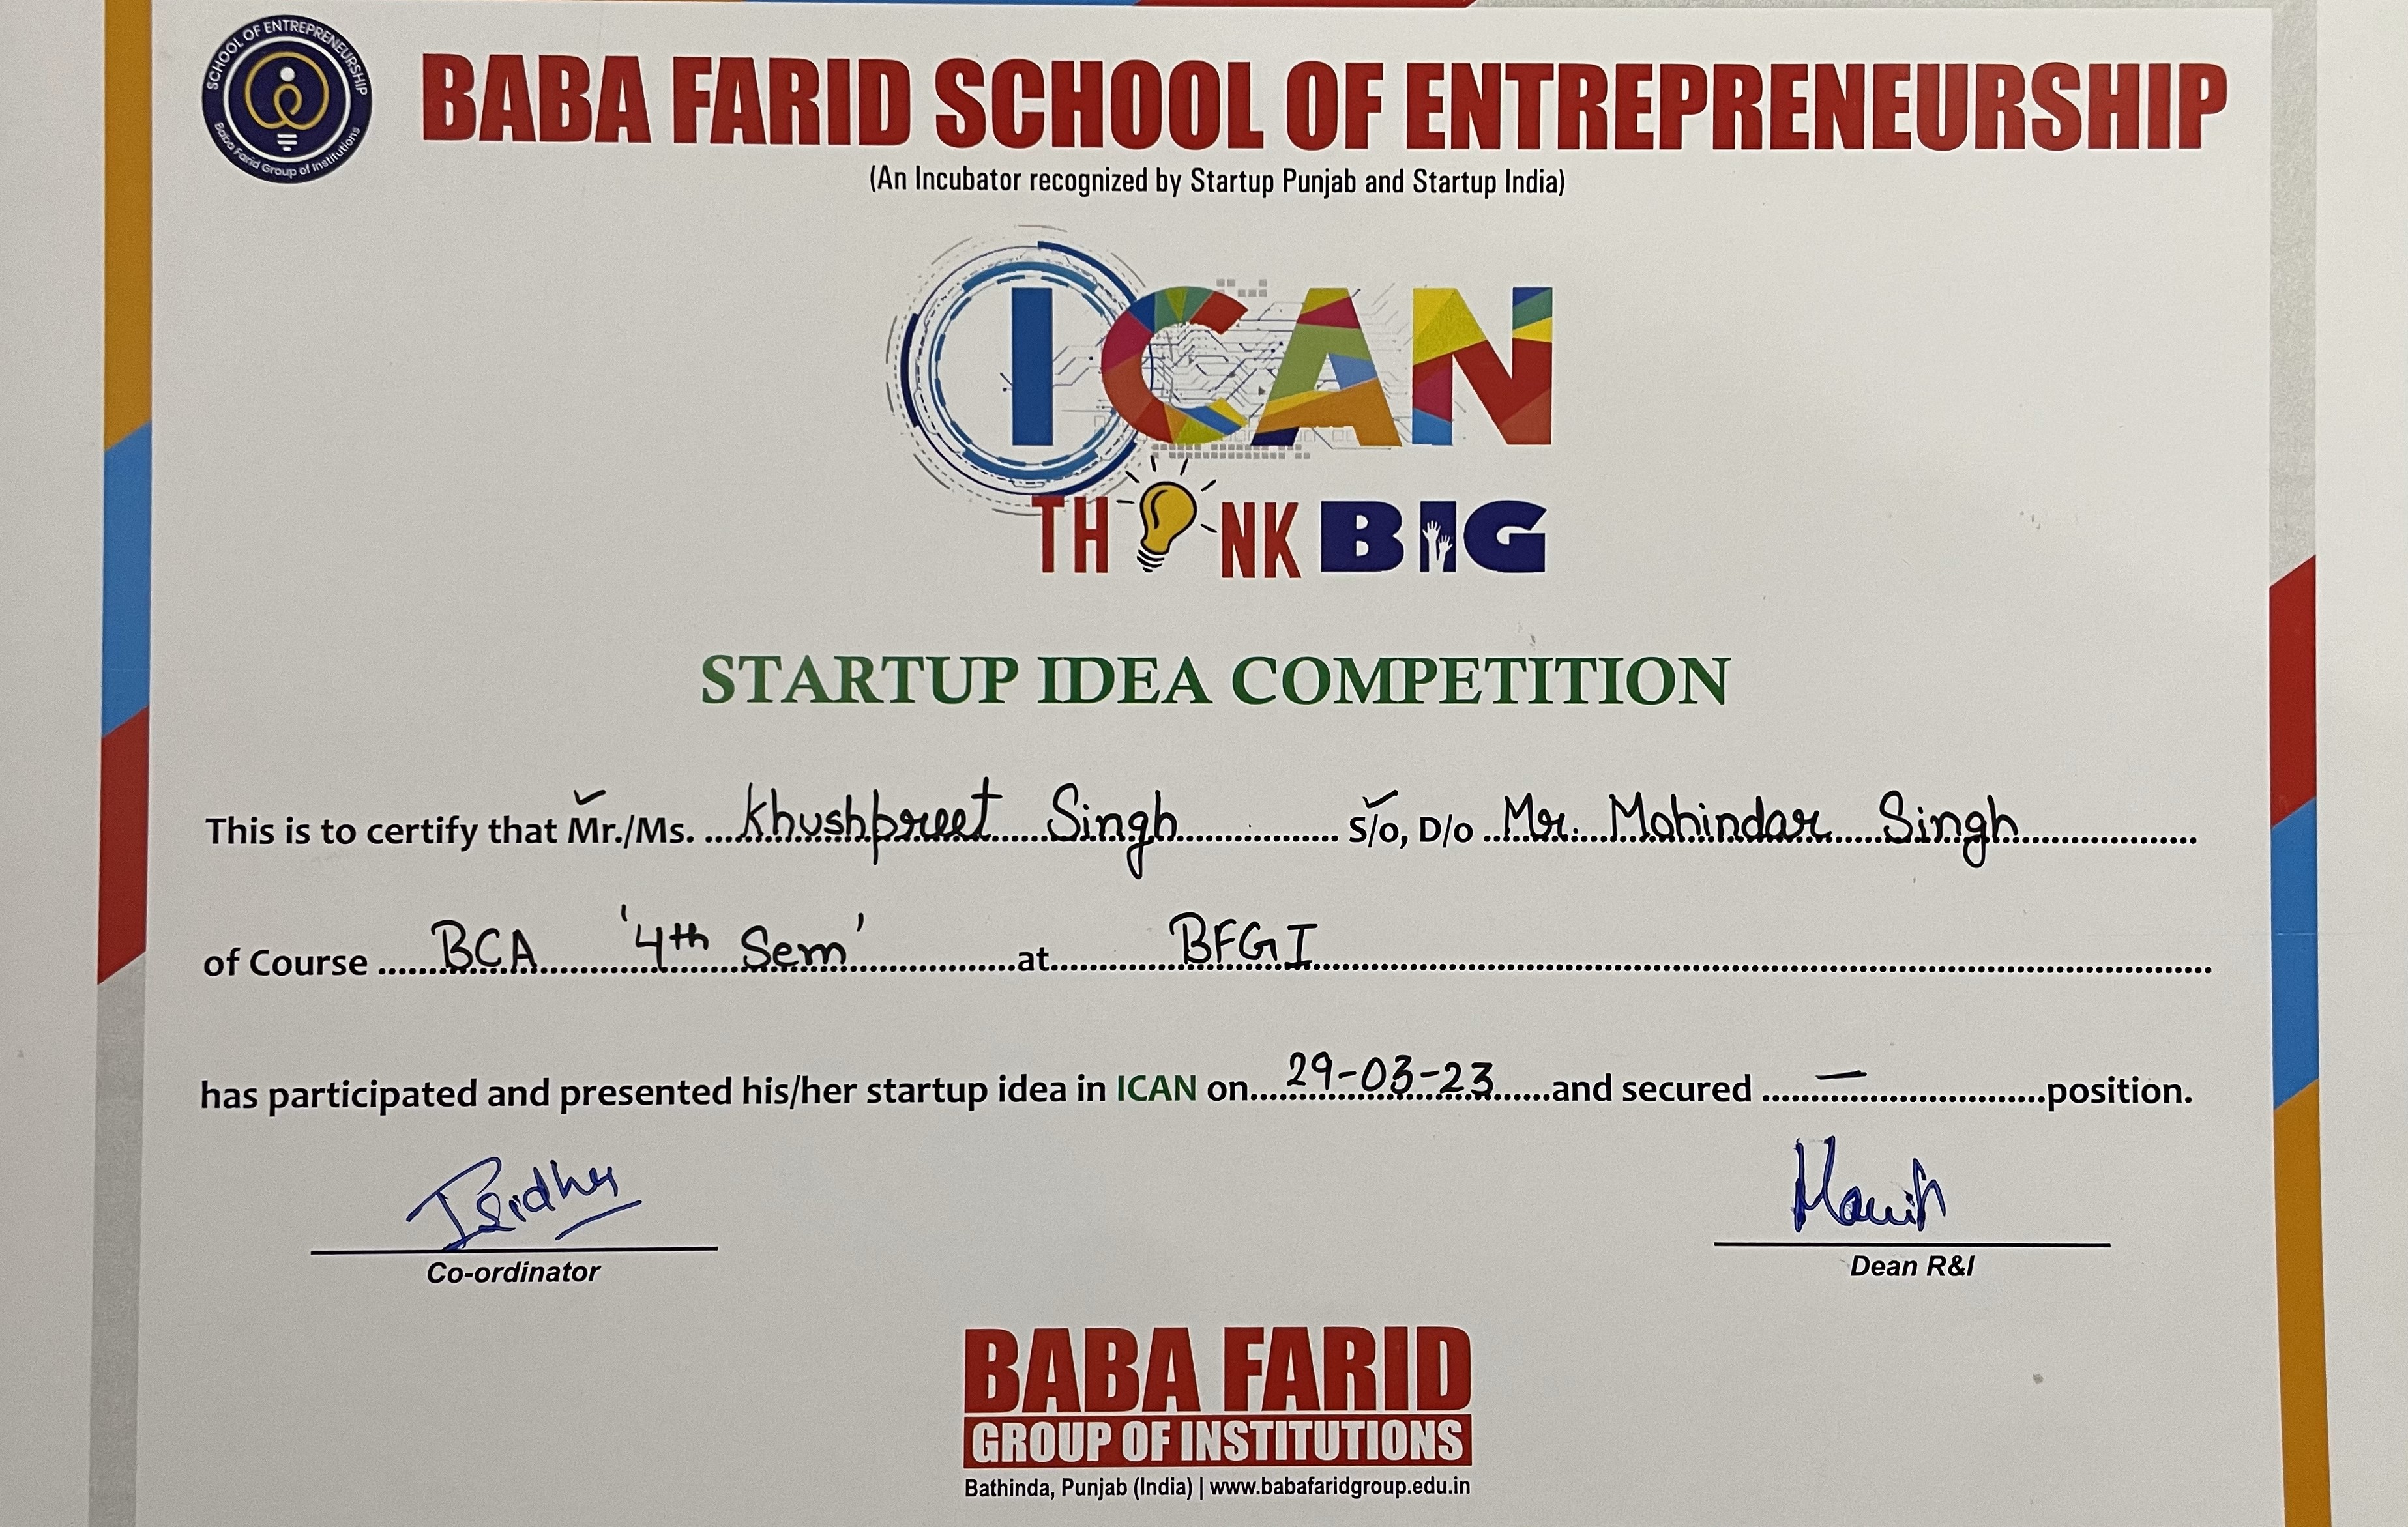 SCHOOL OF ENTREPRENEURSHIP
Baba Farid Group of Institutions
BABA FARID SCHOOL OF ENTREPRENEURSHIP
(An Incubator recognized by Startup Punjab and Startup India)
ICAN
THINK BIG
STARTUP IDEA COMPETITION
This is to certify that Mr./Ms. Khushpreet Singh S/o, D/o Mr. Mohindar Singh
of Course BCA '4th Sem' at BFGI
has participated and presented his/her startup idea in ICAN on 29-03-23 and secured — position.
Co-ordinator
Dean R&I
BABA FARID
GROUP OF INSTITUTIONS
Bathinda, Punjab (India) | www.babafaridgroup.edu.in